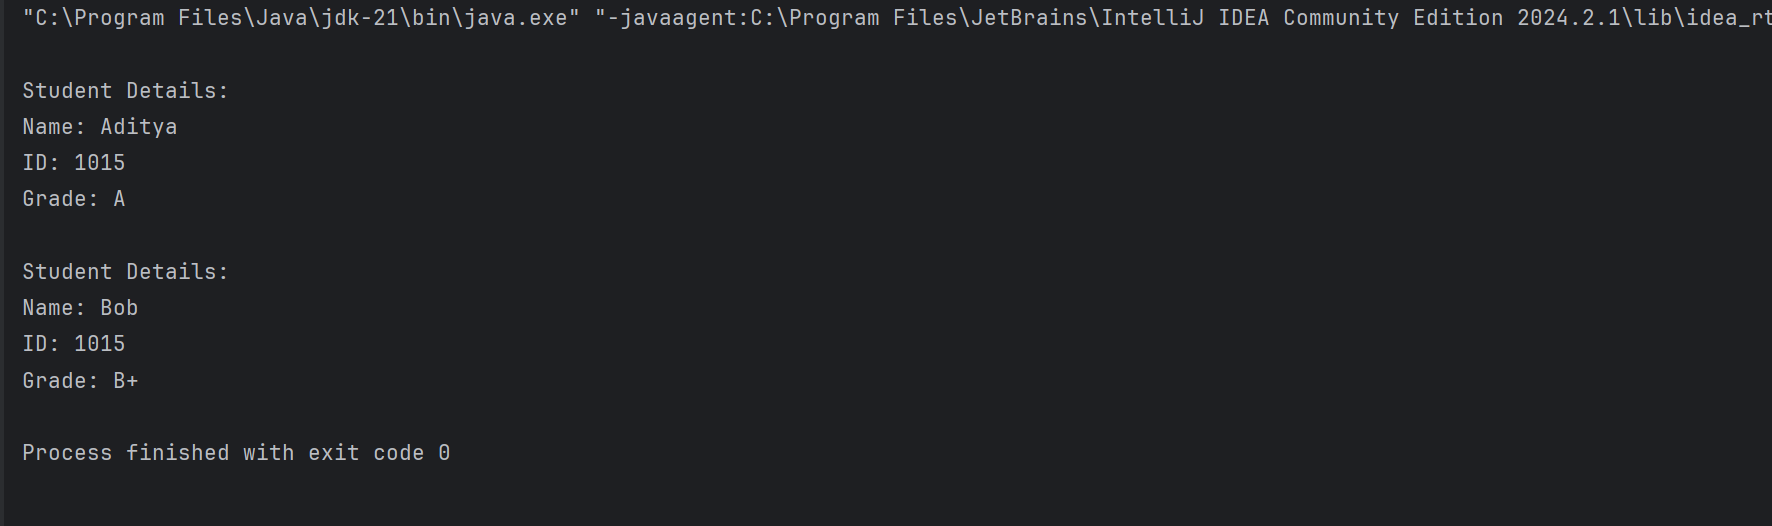 "C:\Program Files\Java\jdk-21\bin\java.exe" "-javaagent:C:\Program Files\JetBrains\IntelliJ IDEA Community Edition 2024.2.1\lib\idea_rt
Student Details:
Name: Aditya
ID: 1015
Grade: A
Student Details:
Name: Bob
ID: 1015
Grade: B+
Process finished with exit code 0